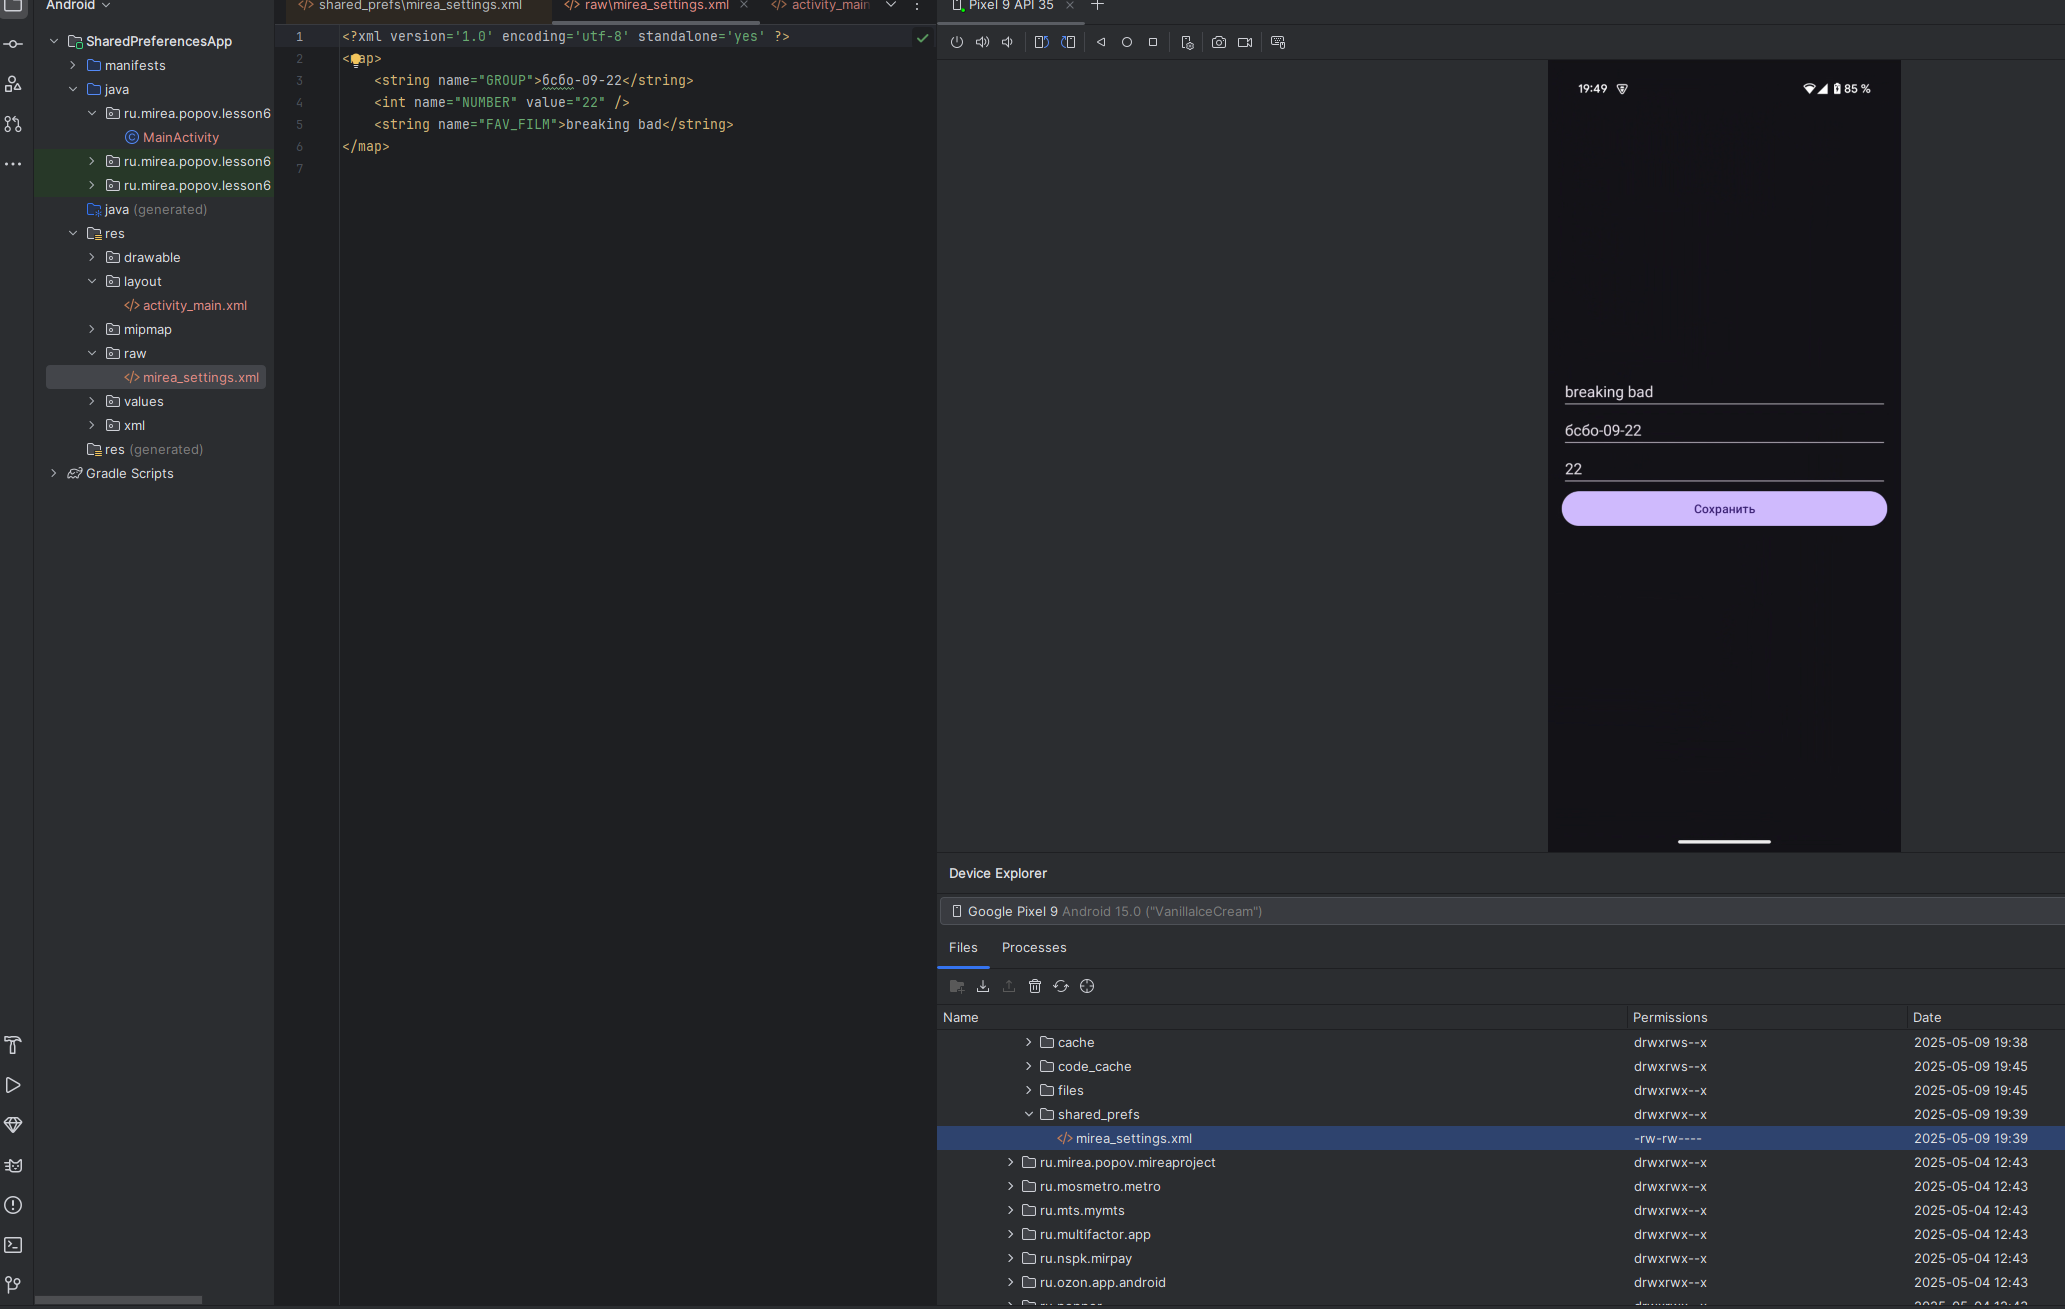 Android
SharedPreferencesApp
manifests
java
ru.mirea.popov.lesson6
MainActivity
ru.mirea.popov.lesson6
ru.mirea.popov.lesson6
java (generated)
res
drawable
layout
activity_main.xml
mipmap
raw
mirea_settings.xml
values
xml
res (generated)
Gradle Scripts
shared_prefs\mirea_settings.xml
raw\mirea_settings.xml
activity_main
1 <?xml version='1.0' encoding='utf-8' standalone='yes' ?>
2 <map>
3 <string name="GROUP">бсбо-09-22</string>
4 <int name="NUMBER" value="22" />
5 <string name="FAV_FILM">breaking bad</string>
6 </map>
7
Pixel 9 API 35
19:49 85 %
breaking bad
бсбо-09-22
22
Сохранить
Device Explorer
Google Pixel 9 Android 15.0 ("VanillaIceCream")
Files Processes
Name Permissions Date
cache drwxrws--x 2025-05-09 19:38
code_cache drwxrws--x 2025-05-09 19:45
files drwxrwx--x 2025-05-09 19:45
shared_prefs drwxrwx--x 2025-05-09 19:39
mirea_settings.xml -rw-rw---- 2025-05-09 19:39
ru.mirea.popov.mireaproject drwxrwx--x 2025-05-04 12:43
ru.mosmetro.metro drwxrwx--x 2025-05-04 12:43
ru.mts.mymts drwxrwx--x 2025-05-04 12:43
ru.multifactor.app drwxrwx--x 2025-05-04 12:43
ru.nspk.mirpay drwxrwx--x 2025-05-04 12:43
ru.ozon.app.android drwxrwx--x 2025-05-04 12:43